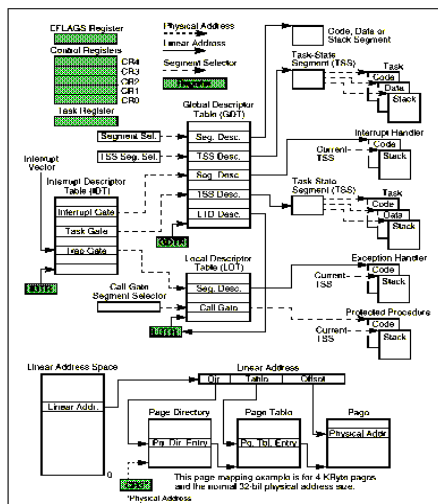 EFLAGS Register
Control Registers
CR4
CR3
CR2
CR1
CR0
Task Register
Physical Address
Linear Address
Segment Selector
Register
Code, Data or
Stack Segment
Task-State
Segment (TSS)
Task
Code
Data
Stack
Global Descriptor
Table (GDT)
Segment Sel.
Seg. Desc.
Interrupt Handler
Code
Current
TSS
Stack
TSS Seg. Sel.
TSS Desc.
Interrupt
Vector
Seg. Desc.
Interrupt Descriptor
Table (IDT)
TSS Desc.
Task-State
Segment (TSS)
Task
Code
Data
Stack
Interrupt Gate
LTD Desc.
Task Gate
GDTR
Trap Gate
Local Descriptor
Table (LDT)
Exception Handler
Code
Current
TSS
Stack
IDTR
Call Gate
Segment Selector
Seg. Desc.
Call Gate
Protected Procedure
Code
Current
TSS
Stack
LDTR
Linear Address Space
Linear Address
Dir
Table
Offset
Linear Addr.
Page Directory
Page Table
Page
Physical Addr
Pg. Dir. Entry
Pg. Tbl. Entry
0
CR3*
This page mapping example is for 4 KByte pages
and the normal 32-bit physical address size.
*Physical Address